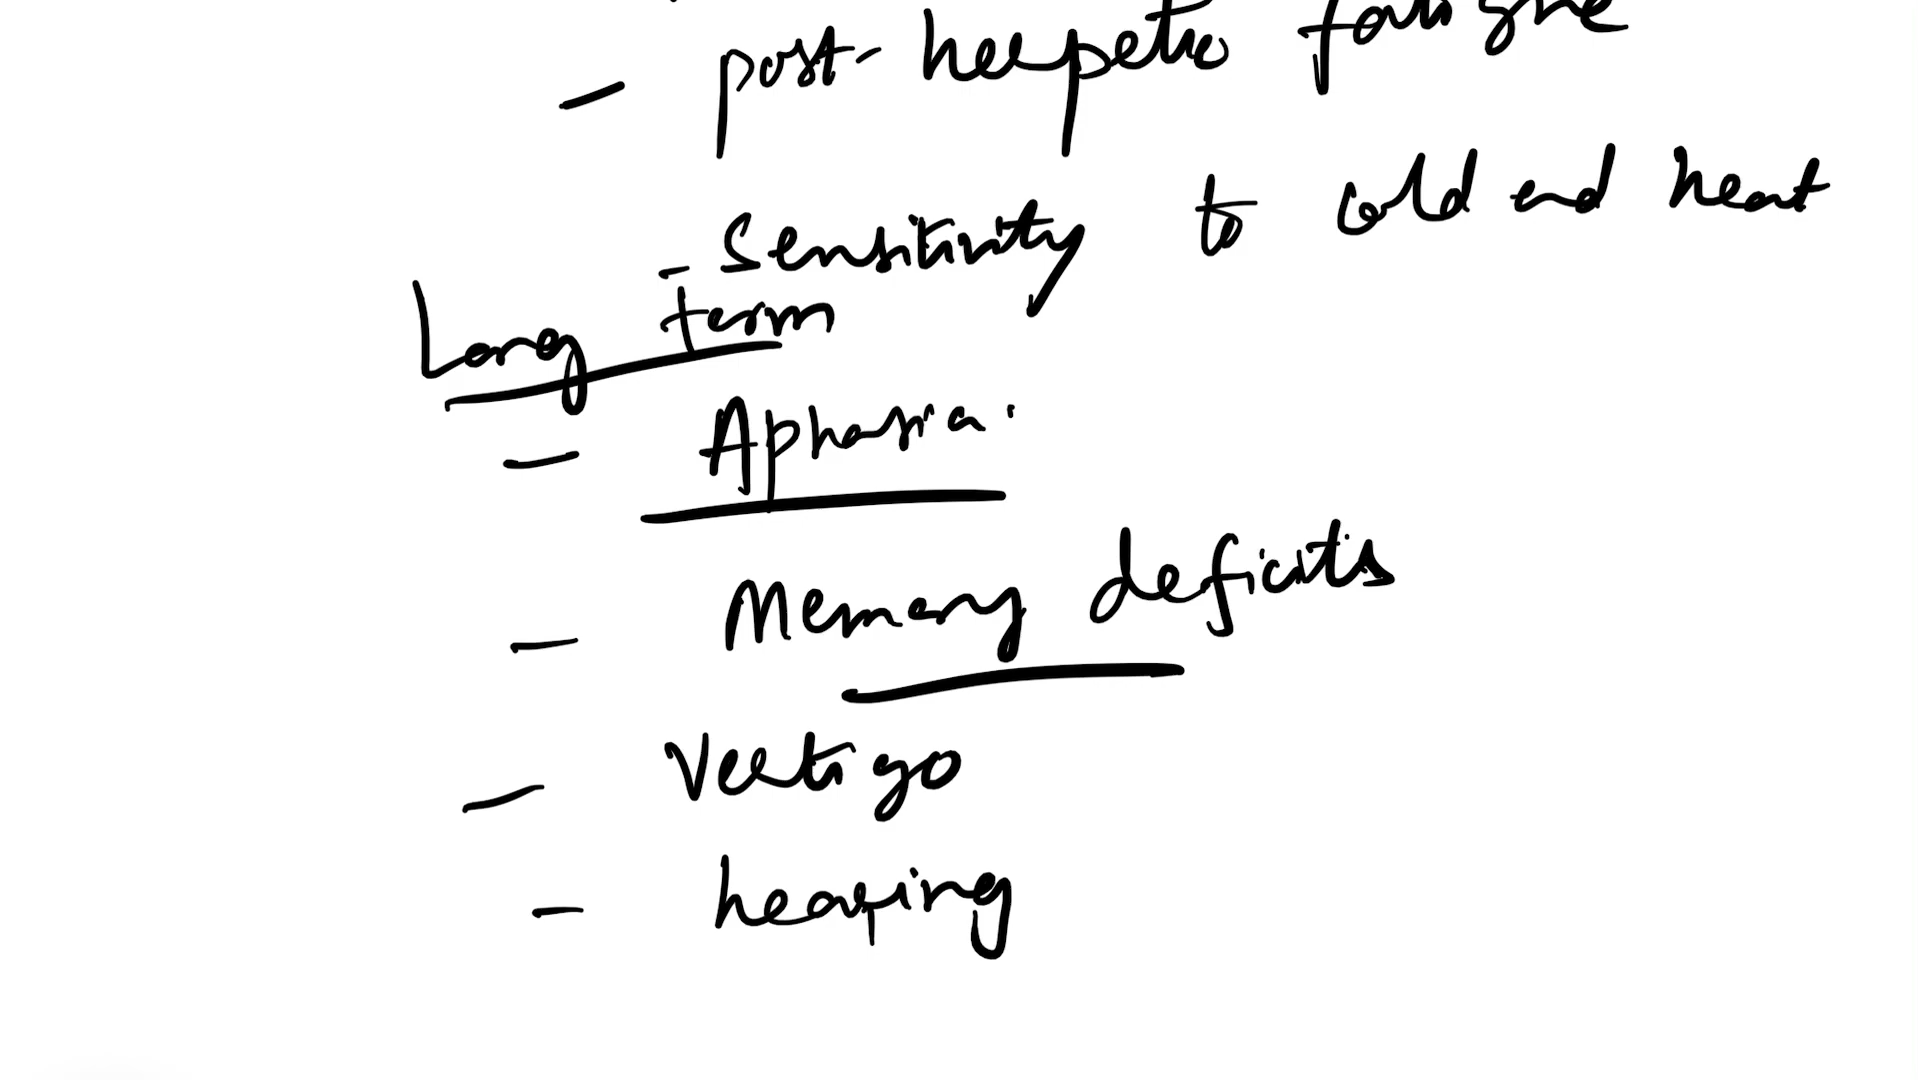 - post-herpetic fatigue
- Sensitivity to cold and heat
Long term
- Aphasia.
- Memory deficits
- Vertigo
- hearing